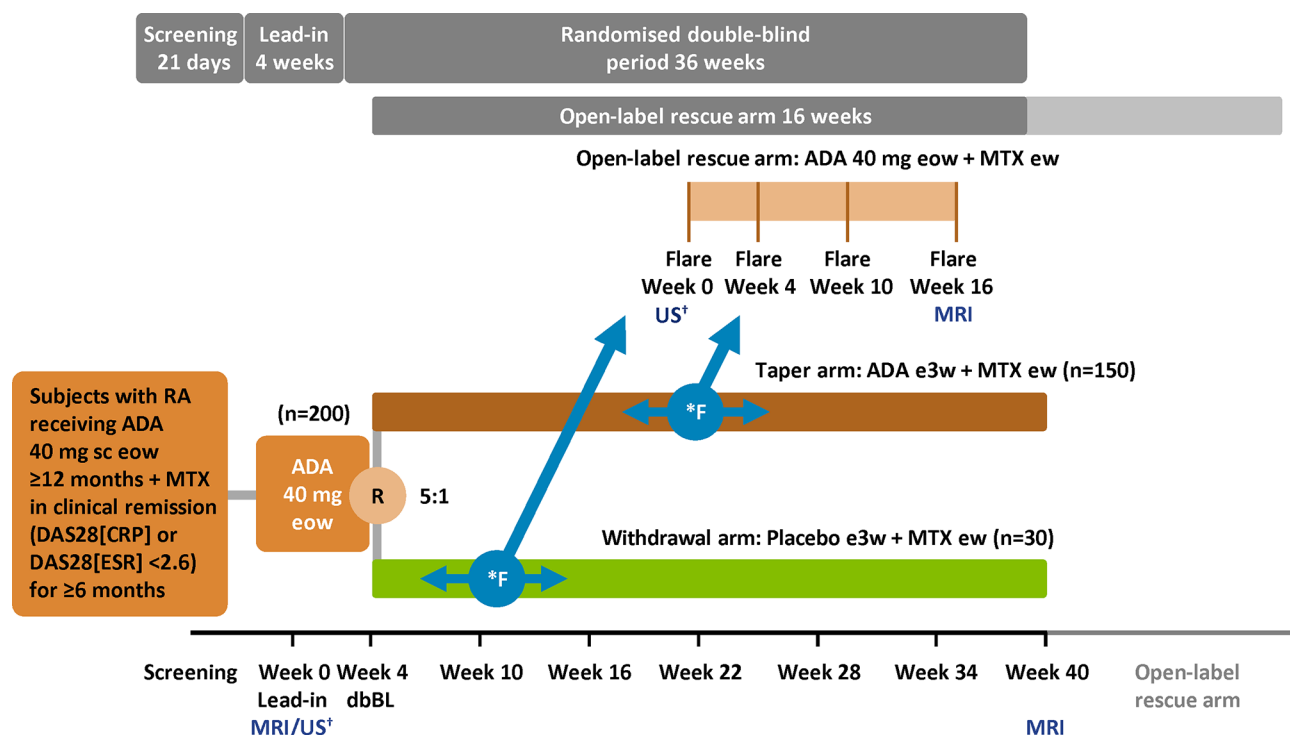 Screening
21 days
Lead-in
4 weeks
Randomised double-blind
period 36 weeks
Open-label rescue arm 16 weeks
Open-label rescue arm: ADA 40 mg eow + MTX ew
Flare
Week 0
US†
Flare
Week 4
Flare
Week 10
Flare
Week 16
MRI
Taper arm: ADA e3w + MTX ew (n=150)
*F
Subjects with RA
receiving ADA
40 mg sc eow
≥12 months + MTX
in clinical remission
(DAS28[CRP] or
DAS28[ESR] <2.6)
for ≥6 months
(n=200)
ADA
40 mg
eow
R
5:1
Withdrawal arm: Placebo e3w + MTX ew (n=30)
*F
Screening
Week 0
Lead-in
MRI/US†
Week 4
dbBL
Week 10
Week 16
Week 22
Week 28
Week 34
Week 40
MRI
Open-label
rescue arm